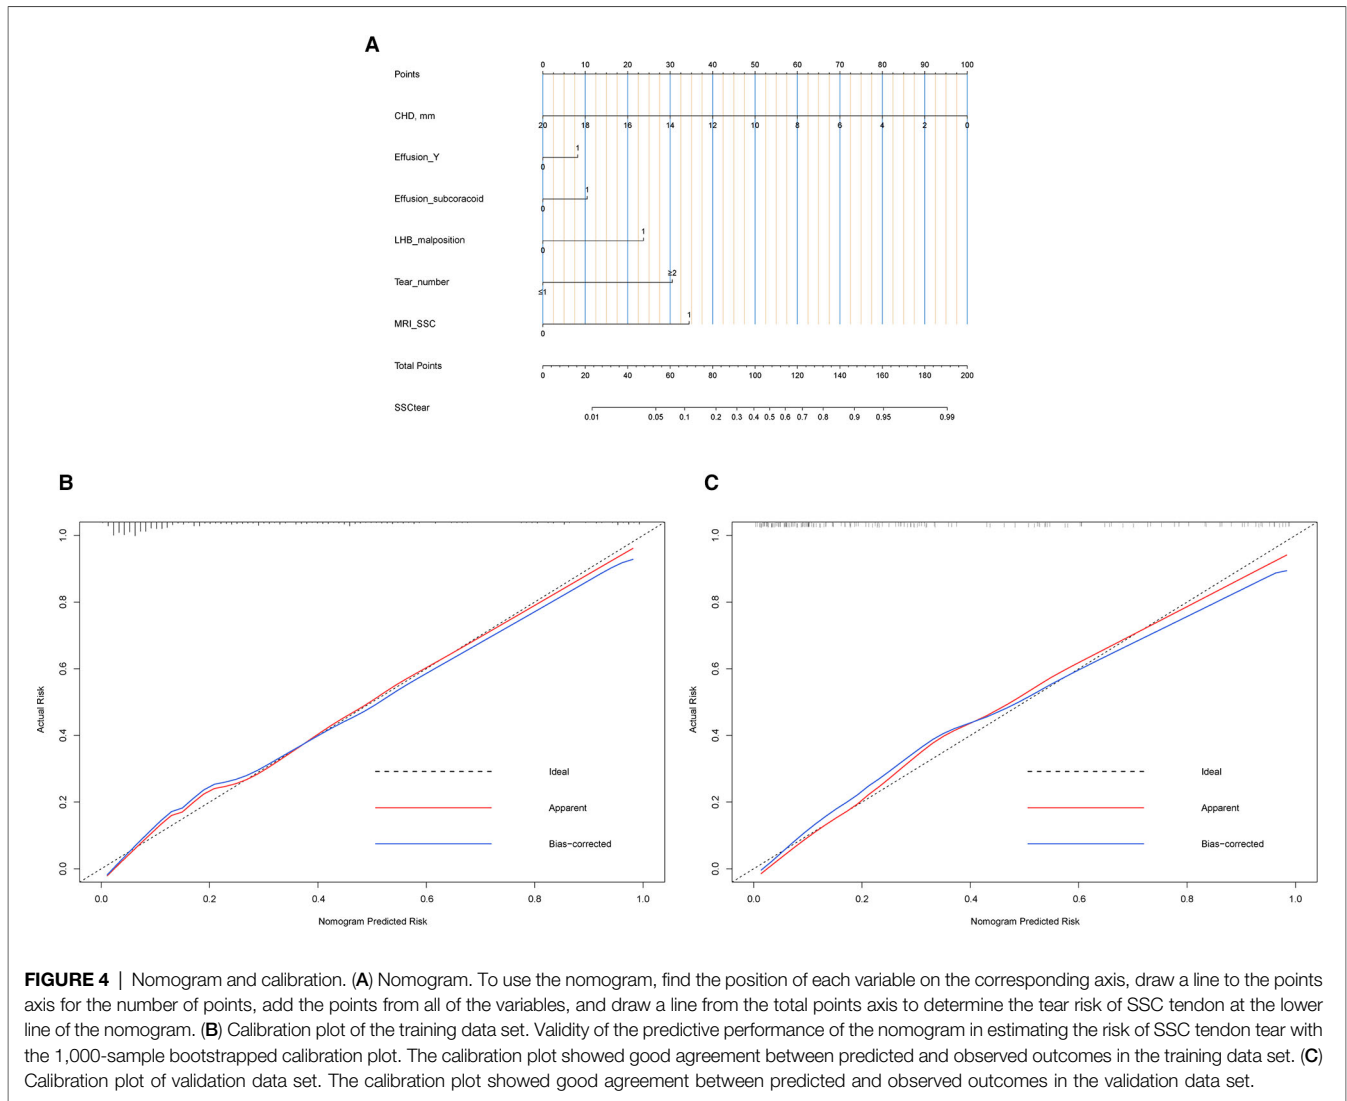 A
0 10 20 30 40 50 60 70 80 90 100
Points
CHD, mm
20 18 16 14 12 10 8 6 4 2 0
1
Effusion_Y
0
1
Effusion_subcoracoid
0
1
LHB_malposition
0
≥2
Tear_number
≤1
1
MRI_SSC
0
Total Points
0 20 40 60 80 100 120 140 160 180 200
SSCtear
0.01 0.05 0.1 0.2 0.3 0.4 0.5 0.6 0.7 0.8 0.9 0.95 0.99
B
1.0
0.8
0.6
0.4
0.2
0.0
Actual Risk
Ideal
Apparent
Bias-corrected
0.0 0.2 0.4 0.6 0.8 1.0
Nomogram Predicted Risk
C
1.0
0.8
0.6
0.4
0.2
0.0
Actual Risk
Ideal
Apparent
Bias-corrected
0.0 0.2 0.4 0.6 0.8 1.0
Nomogram Predicted Risk
FIGURE 4 | Nomogram and calibration. (A) Nomogram. To use the nomogram, find the position of each variable on the corresponding axis, draw a line to the points
axis for the number of points, add the points from all of the variables, and draw a line from the total points axis to determine the tear risk of SSC tendon at the lower
line of the nomogram. (B) Calibration plot of the training data set. Validity of the predictive performance of the nomogram in estimating the risk of SSC tendon tear with
the 1,000-sample bootstrapped calibration plot. The calibration plot showed good agreement between predicted and observed outcomes in the training data set. (C)
Calibration plot of validation data set. The calibration plot showed good agreement between predicted and observed outcomes in the validation data set.